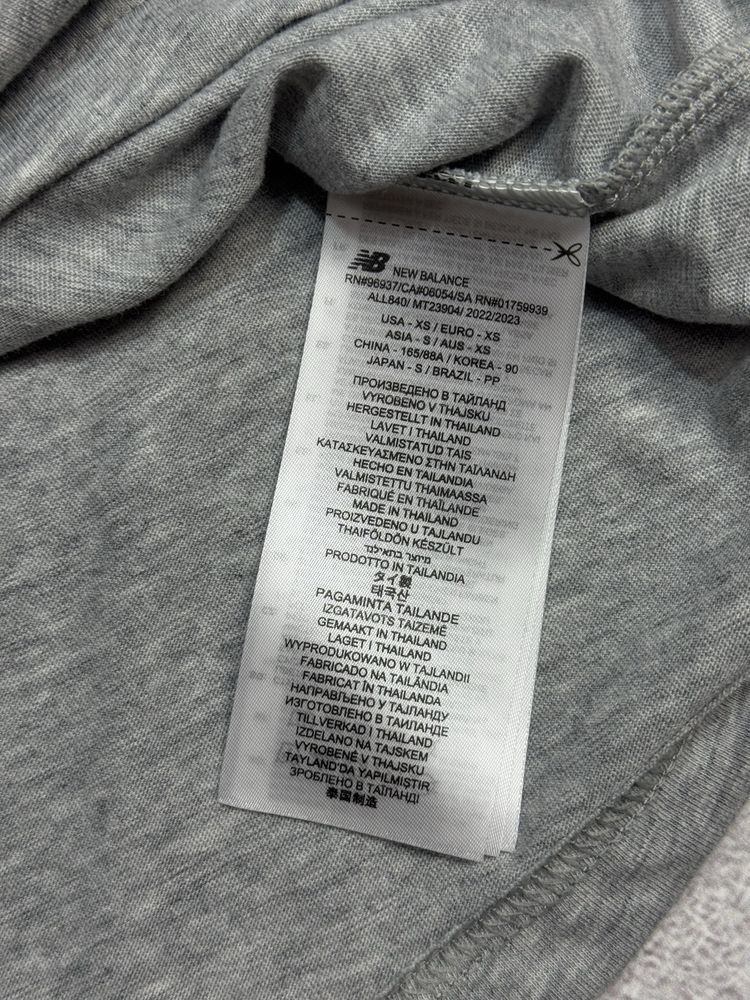 NB NEW BALANCE
RN#96937/CA#06054/SA RN#01759939
ALL840/ MT23904/ 2022/2023
USA - XS / EURO - XS
ASIA - S / AUS - XS
CHINA - 165/88A / KOREA - 90
JAPAN - S / BRAZIL - PP
ПРОИЗВЕДЕНО В ТАЙЛАНД
VYROBENO V THAJSKU
HERGESTELLT IN THAILAND
LAVET I THAILAND
VALMISTATUD TAIS
ΚΑΤΑΣΚΕΥΑΣΜΕΝΟ ΣΤΗΝ ΤΑΪΛΑΝΔΗ
HECHO EN TAILANDIA
VALMISTETTU THAIMAASSA
FABRIQUÉ EN THAÏLANDE
MADE IN THAILAND
PROIZVEDENO U TAJLANDU
THAIFÖLDÖN KÉSZÜLT
מיוצר בתאילנד
PRODOTTO IN TAILANDIA
タイ製
태국산
PAGAMINTA TAILANDE
IZGATAVOTS TAIZEMĒ
GEMAAKT IN THAILAND
LAGET I THAILAND
WYPRODUKOWANO W TAJLANDII
FABRICADO NA TAILÂNDIA
FABRICAT ÎN THAILANDA
НАПРАВЉЕНО У ТАЈЛАНДУ
ИЗГОТОВЛЕНО В ТАИЛАНДЕ
TILLVERKAD I THAILAND
IZDELANO NA TAJSKEM
VYROBENÉ V THAJSKU
TAYLAND'DA YAPILMIŞTIR
ЗРОБЛЕНО В ТАЇЛАНДІ
泰国制造